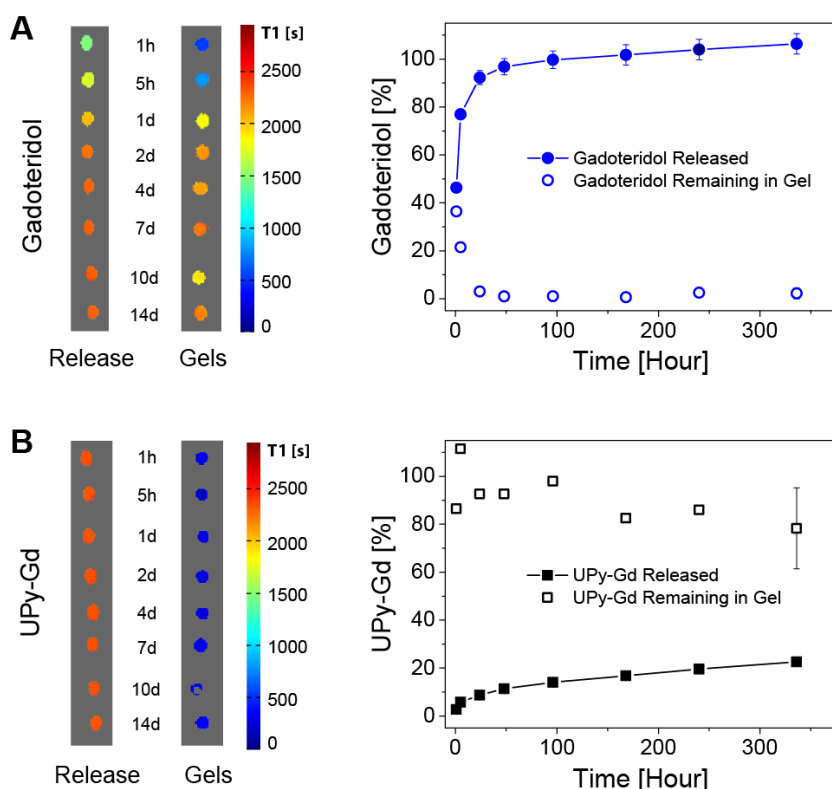 A
Gadoteridol
1h
5h
1d
2d
4d
7d
10d
14d
Release
Gels
T1 [s]
2500
2000
1500
1000
500
0
Gadoteridol [%]
100
80
60
40
20
0
Gadoteridol Released
Gadoteridol Remaining in Gel
0 100 200 300
Time [Hour]
B
UPy-Gd
1h
5h
1d
2d
4d
7d
10d
14d
Release
Gels
T1 [s]
2500
2000
1500
1000
500
0
UPy-Gd [%]
100
80
60
40
20
0
UPy-Gd Released
UPy-Gd Remaining in Gel
0 100 200 300
Time [Hour]